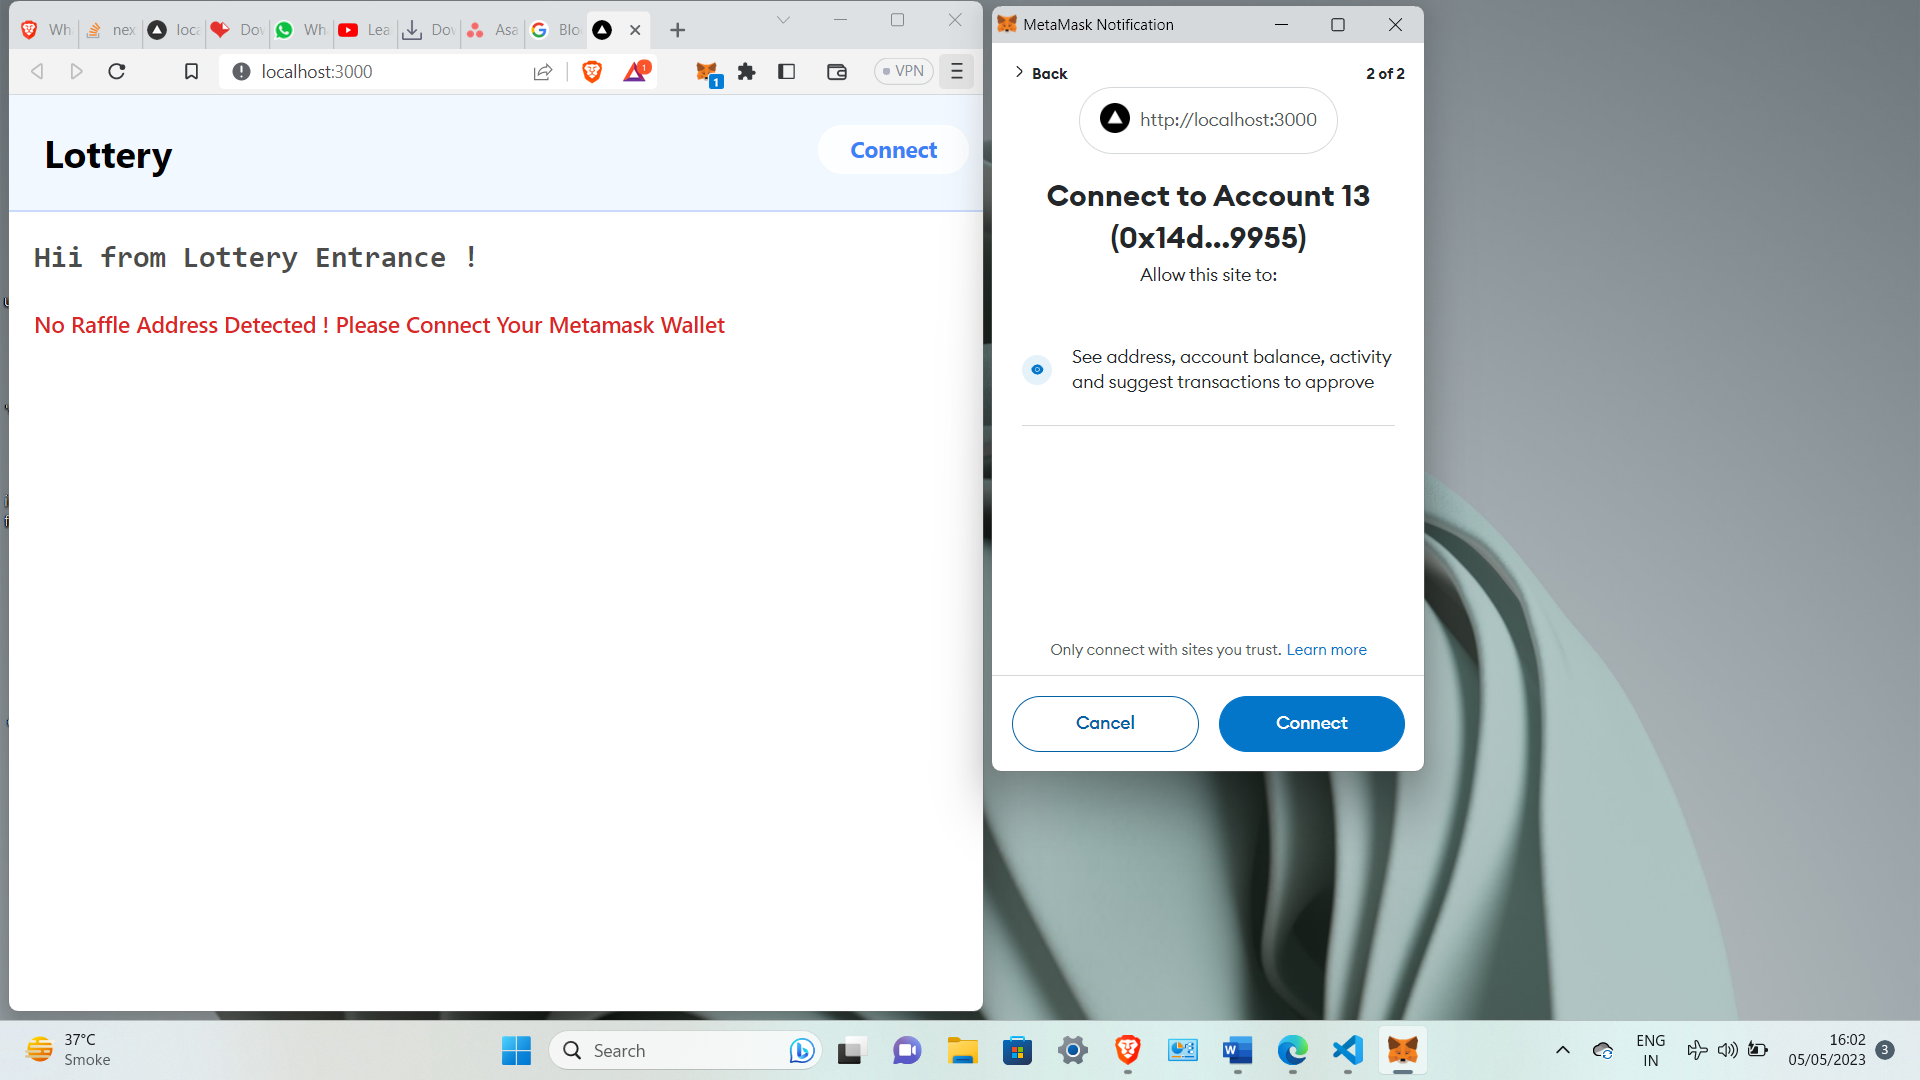 Wh
nex
loca
Dov
Wh
Lea
Dov
Asa
Blo
localhost:3000
1
1
VPN
Lottery
Connect
Hii from Lottery Entrance !
No Raffle Address Detected ! Please Connect Your Metamask Wallet
MetaMask Notification
Back
2 of 2
http://localhost:3000
Connect to Account 13
(0x14d...9955)
Allow this site to:
See address, account balance, activity
and suggest transactions to approve
Only connect with sites you trust. Learn more
Cancel
Connect
37°C
Smoke
Search
ENG
IN
16:02
05/05/2023
3